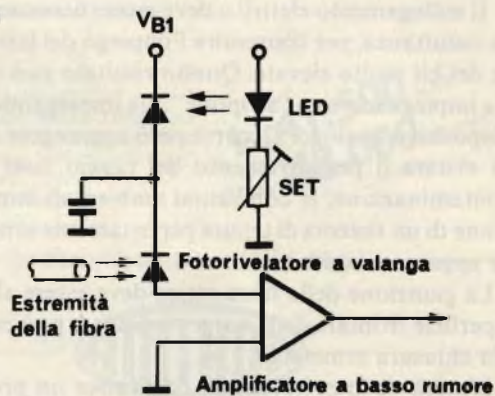 VB1
LED
SET
Fotorivelatore a valanga
Estremità
della fibra
Amplificatore a basso rumore